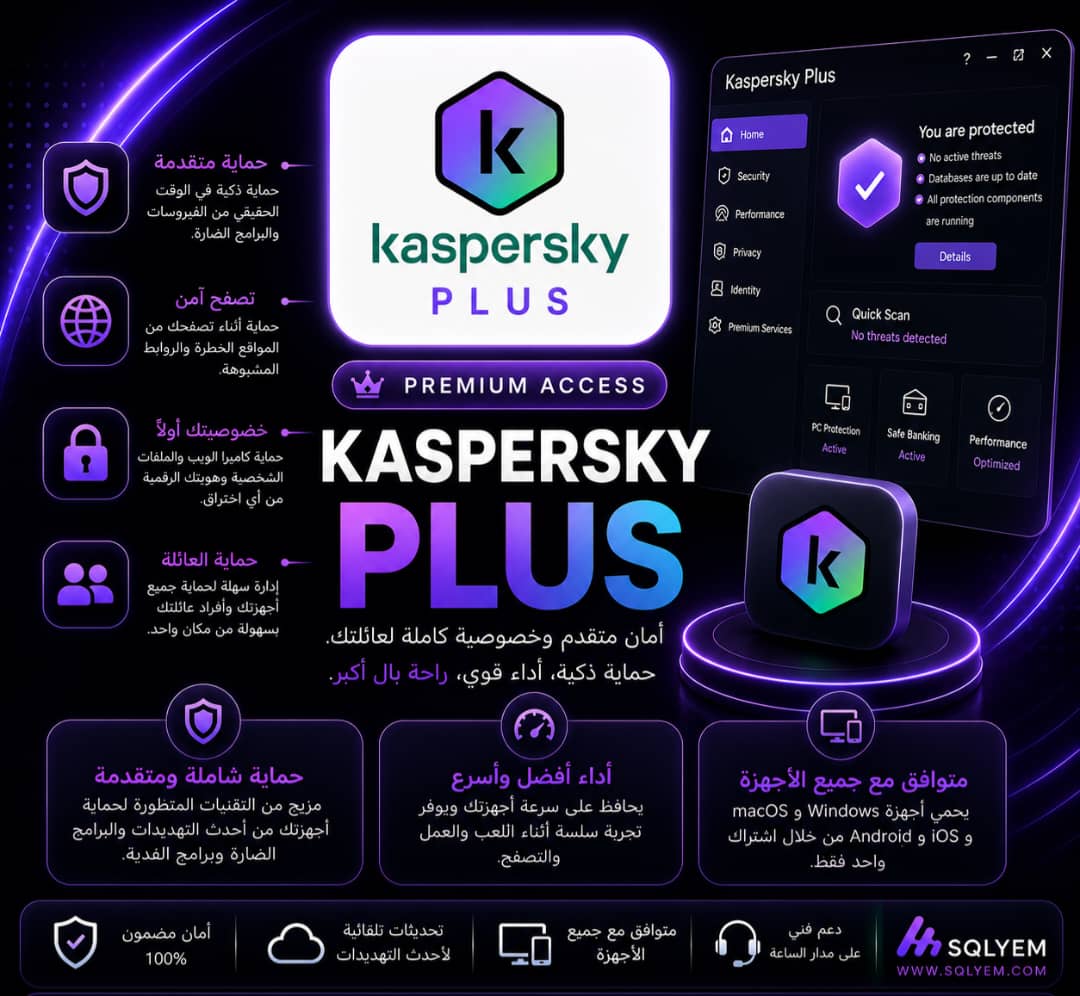 k
kaspersky
PLUS
PREMIUM ACCESS
KASPERSKY
PLUS
أمان متقدم وخصوصية كاملة لعائلتك.
حماية ذكية، أداء قوي، راحة بال أكبر.
حماية متقدمة
حماية ذكية في الوقت
الحقيقي من الفيروسات
والبرامج الضارة.
تصفح آمن
حماية أثناء تصفحك من
المواقع الخطرة والروابط
المشبوهة.
خضوصيتك أولاً
حماية كاميرا الويب والملفات
الشخصية وهويتك الرقمية
من أي اختراق.
حماية العائلة
إدارة سهلة لحماية جميع
أجهزتك وأفراد عائلتك
بسهولة من مكان واحد.
Kaspersky Plus
Home
Security
Performance
Privacy
Identity
Premium Services
You are protected
No active threats
Databases are up to date
All protection components
are running
Details
Quick Scan
No threats detected
PC Protection
Active
Safe Banking
Active
Performance
Optimized
k
متوافق مع جميع الأجهزة
يحمي أجهزة Windows و macOS
و iOS و Android من خلال اشتراك
واحد فقط.
أداء أفضل وأسرع
يحافظ على سرعة أجهزتك ويوفر
تجربة سلسة أثناء اللعب والعمل
والتصفح.
حماية شاملة ومتقدمة
مزيج من التقنيات المتظورة لحماية
أجهزتك من أحدث التهديدات والبرامج
الضارة وبرامج الفدية.
SQLYEM
WWW.SQLYEM.COM
دعم فني
على مدار الساعة
متوافق مع جميع
الأجهزة
تحديثات تلقائية
لأحدث التهديدات
أمان مضمون
100%